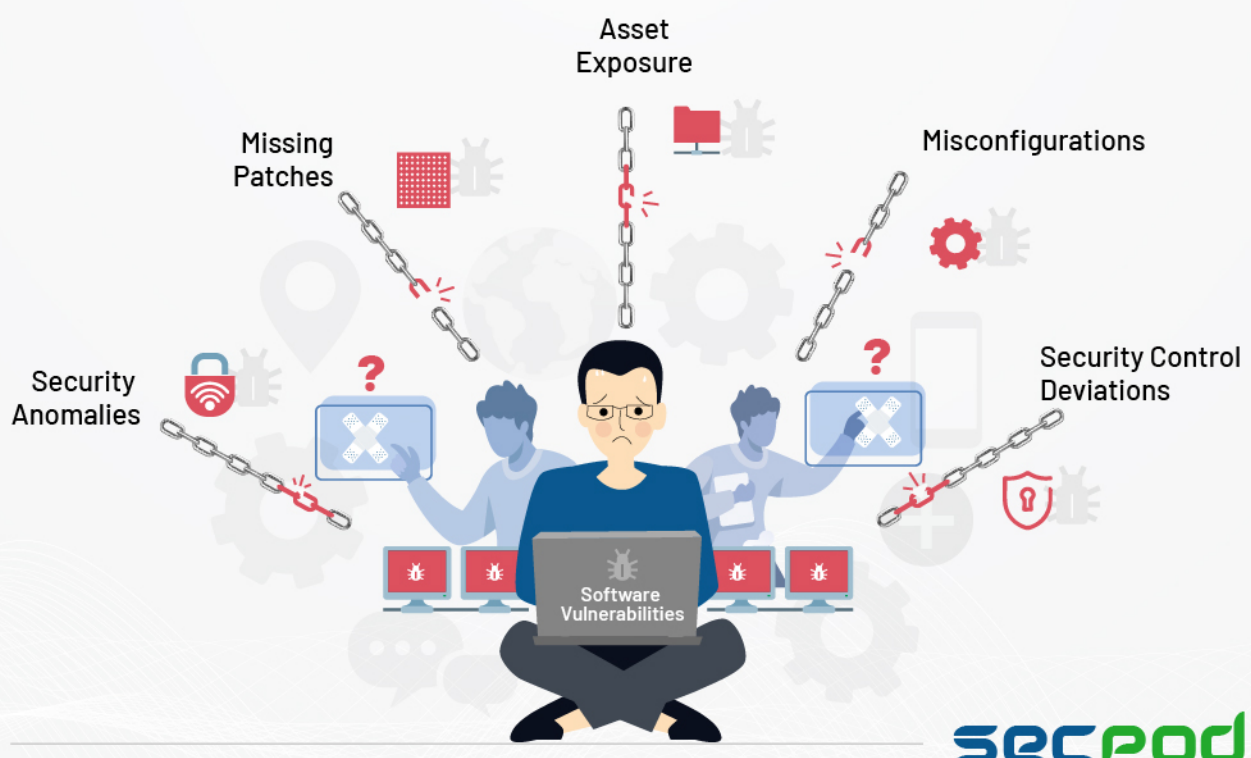 Asset
Exposure
Missing
Patches
Misconfigurations
Security
Anomalies
?
?
Security Control
Deviations
Software
Vulnerabilities
secpod